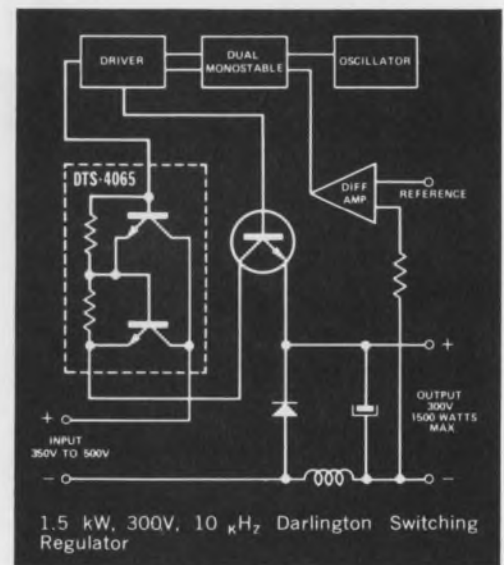 DRIVER
DUAL
MONOSTABLE
OSCILLATOR
DTS-4065
DIFF
AMP
REFERENCE
+
+
INPUT
350V TO 500V
-
OUTPUT
300V
1500 WATTS
MAX
-
1.5 kW, 300V, 10 KHz Darlington Switching
Regulator